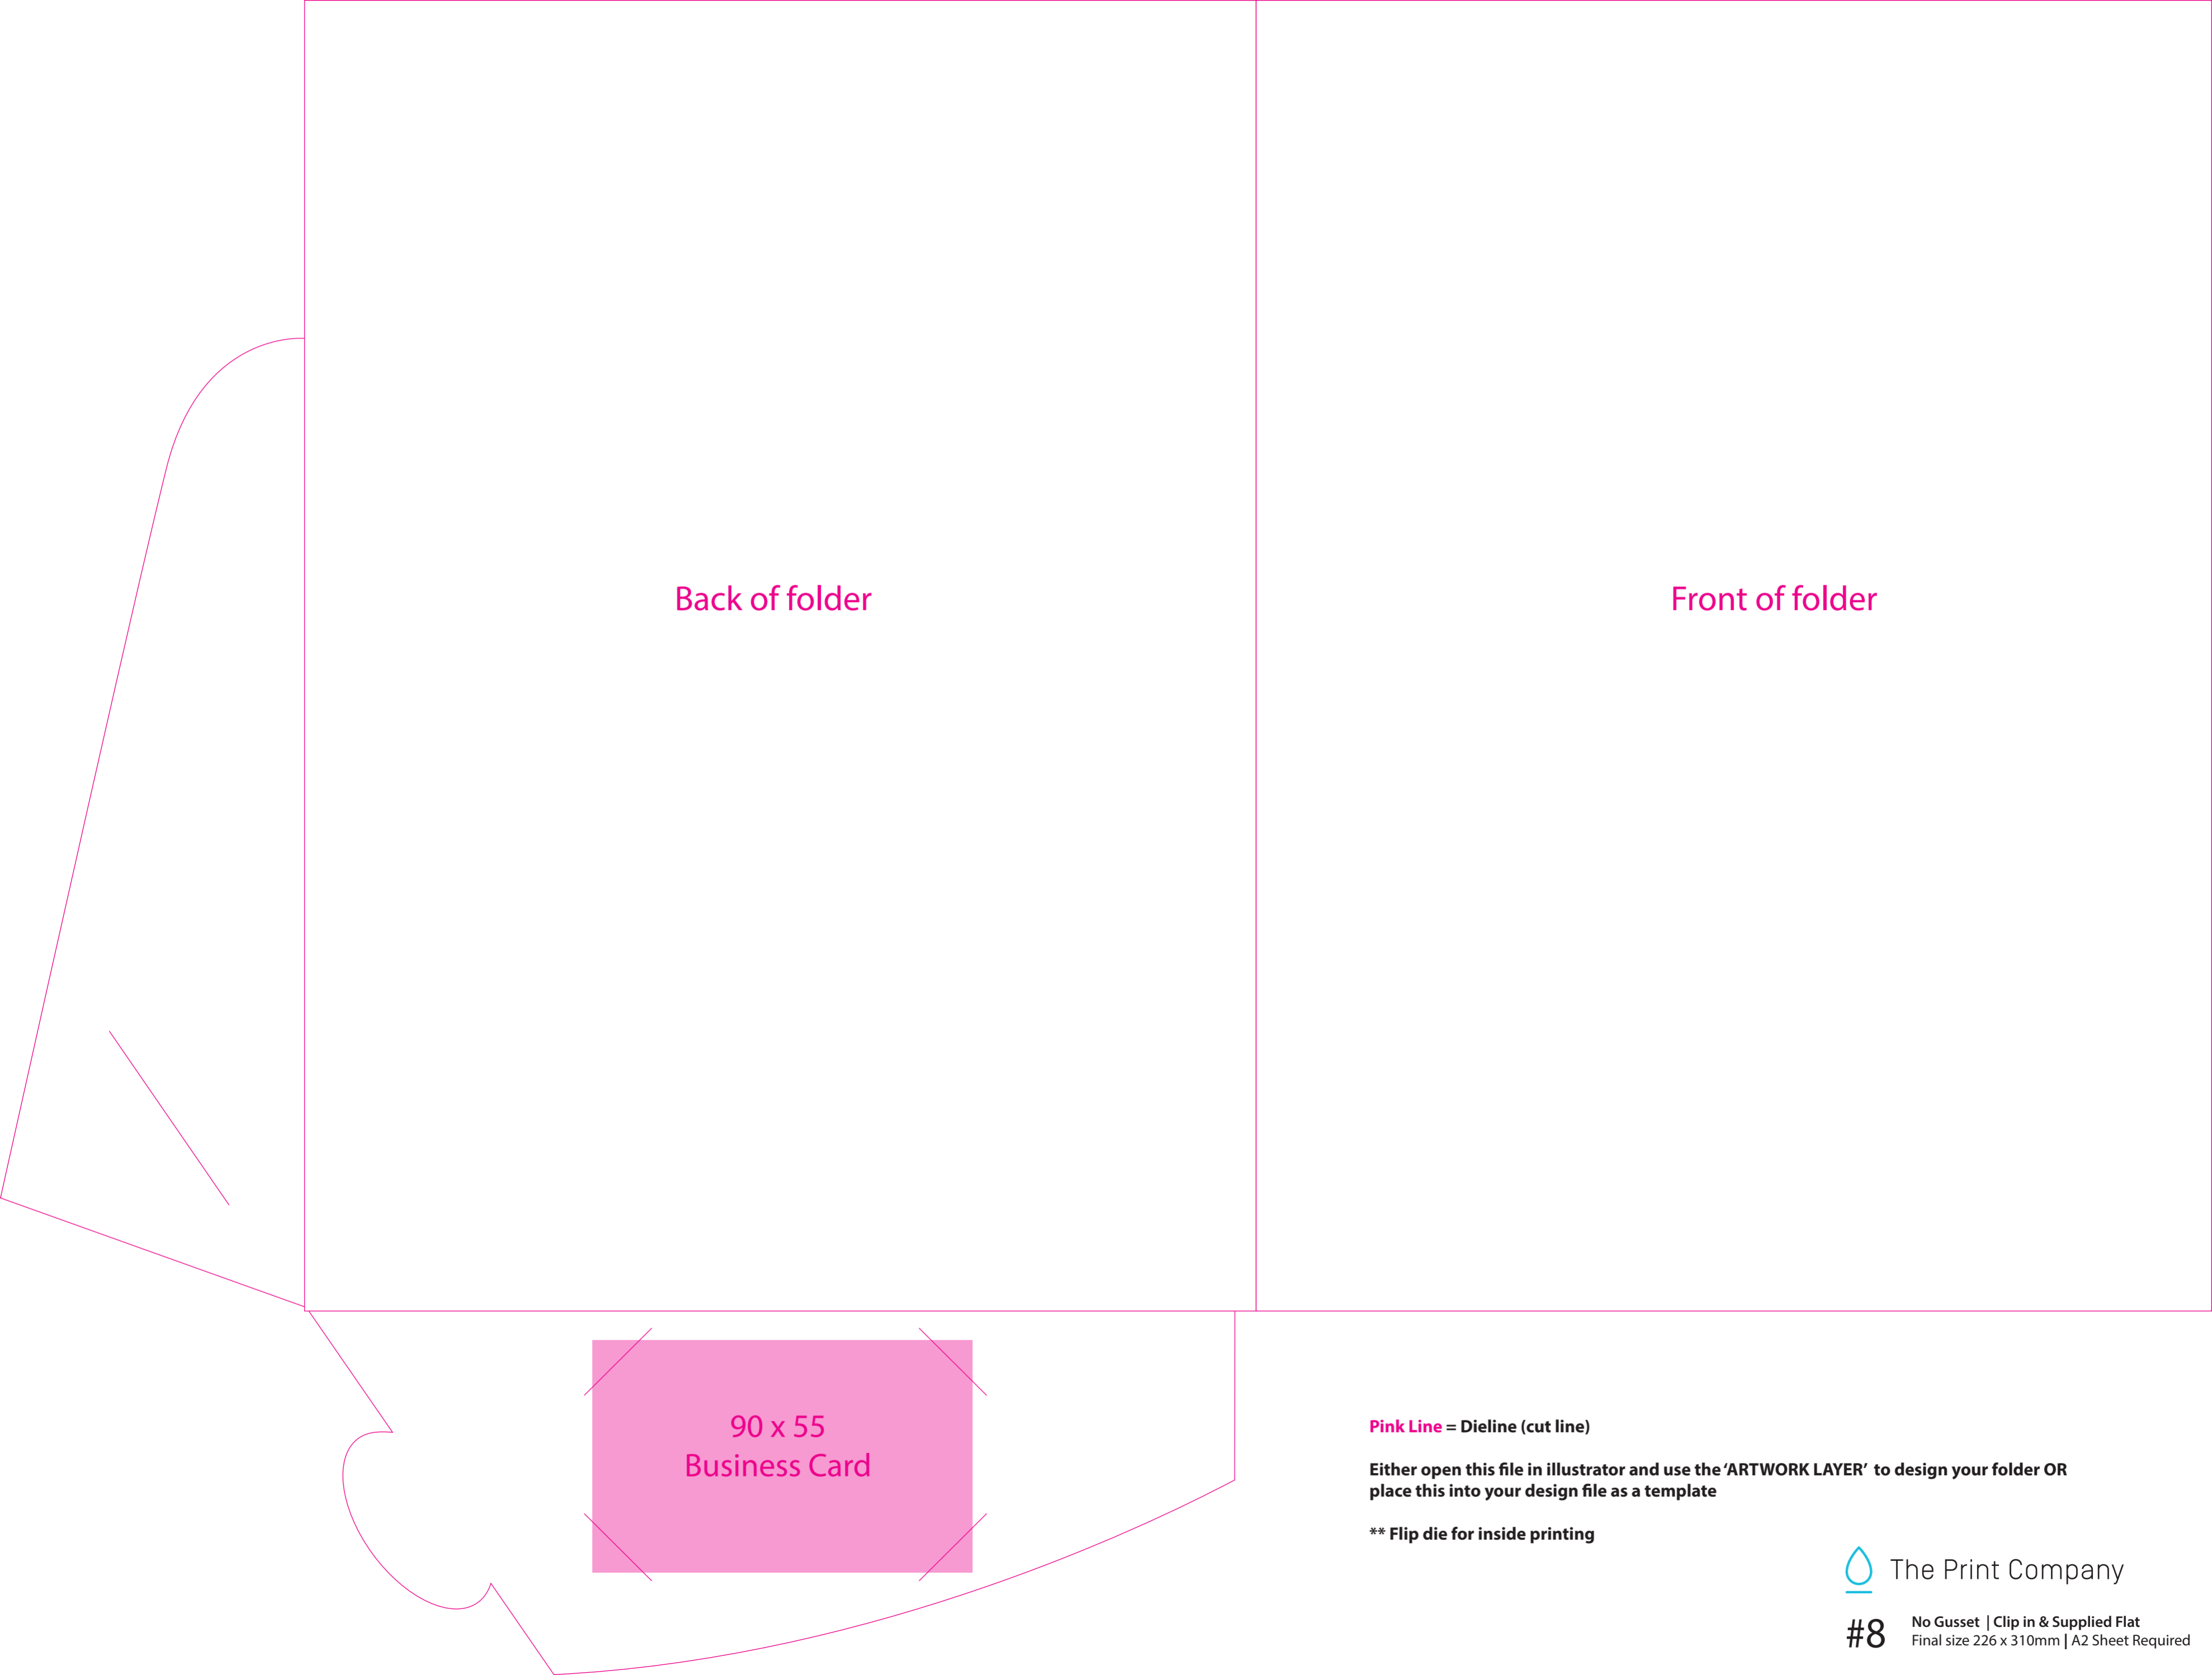 Back of folder
Front of folder
90 x 55
Business Card
Pink Line = Dieline (cut line)
Either open this file in illustrator and use the ‘ARTWORK LAYER’ to design your folder OR
place this into your design file as a template
** Flip die for inside printing
The Print Company
#8
No Gusset | Clip in & Supplied Flat
Final size 226 x 310mm | A2 Sheet Required